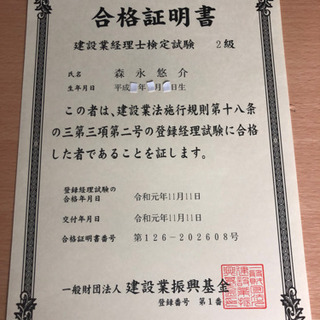 合格証明書
建設業経理士検定試験 2級
氏名 森永悠介
生年月日 平成 年 月 日生
この者は、建設業法施行規則第十八条
の三第三項第二号の登録経理試験に合格
した者であることを証します。
登録経理試験の
合格年月日 令和元年11月11日
交付年月日 令和元年11月11日
合格証明書番号 第126-202608号
一般財団法人 建設業振興基金
登録番号 第1番